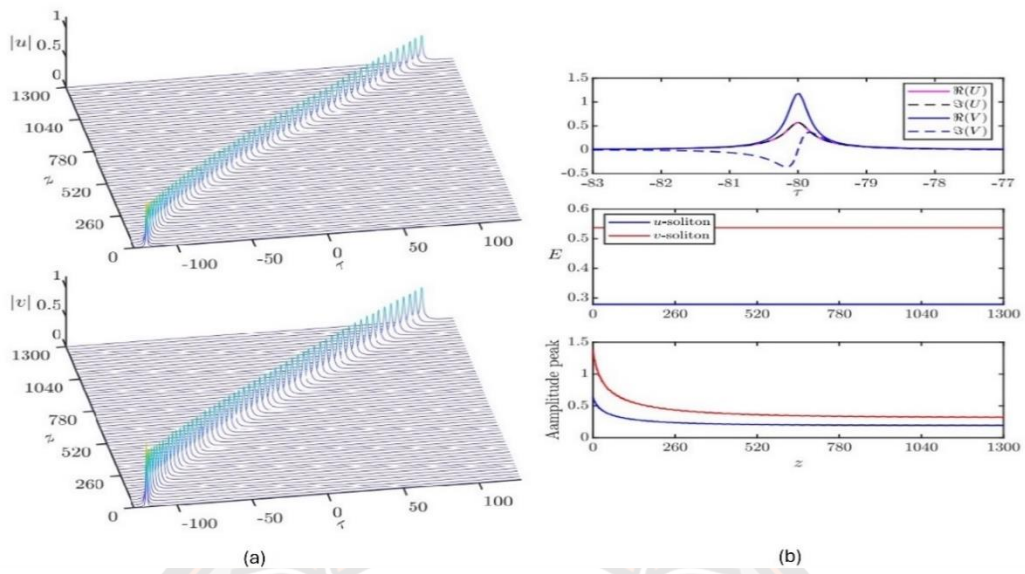 1
|u| 0.5
0
1300
1040
780
z
520
260
0
-100
-50
0
50
100
τ
1
|v| 0.5
0
1300
1040
780
z
520
260
0
-100
-50
0
50
100
τ
(a)
1.5
1
0.5
0
-0.5
ℜ(U)
ℑ(U)
ℜ(V)
ℑ(V)
-83 -82 -81 -80 -79 -78 -77
τ
0.6
0.5
E
0.4
0.3
u-soliton
v-soliton
0 260 520 780 1040 1300
Aamplitude peak
1.5
1
0.5
0
0 260 520 780 1040 1300
z
(b)